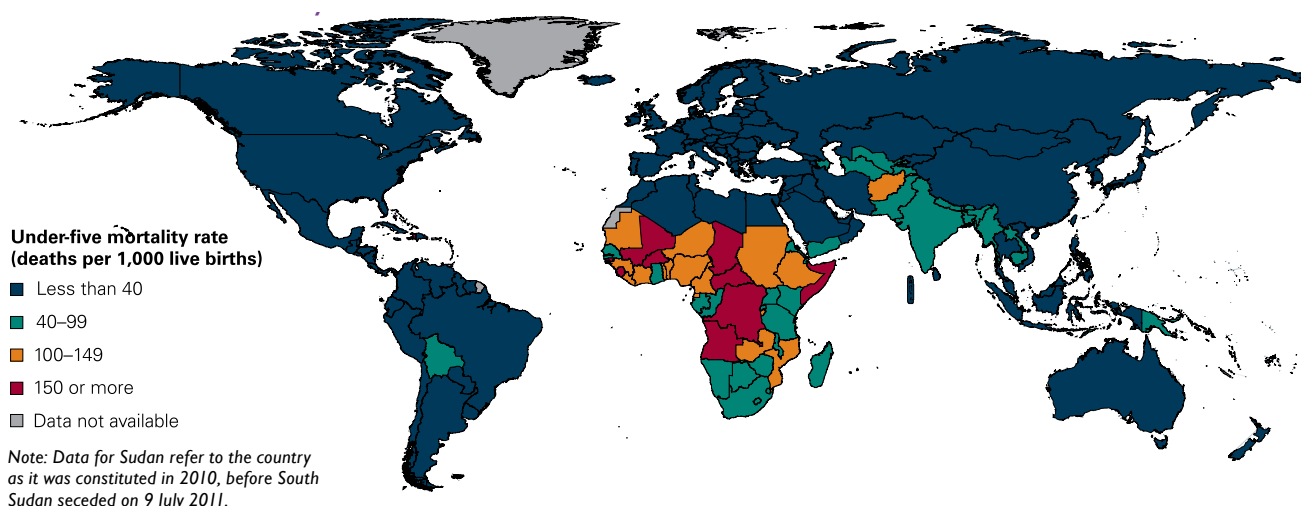 Under-five mortality rate
(deaths per 1,000 live births)
Less than 40
40–99
100–149
150 or more
Data not available
Note: Data for Sudan refer to the country
as it was constituted in 2010, before South
Sudan seceded on 9 July 2011.